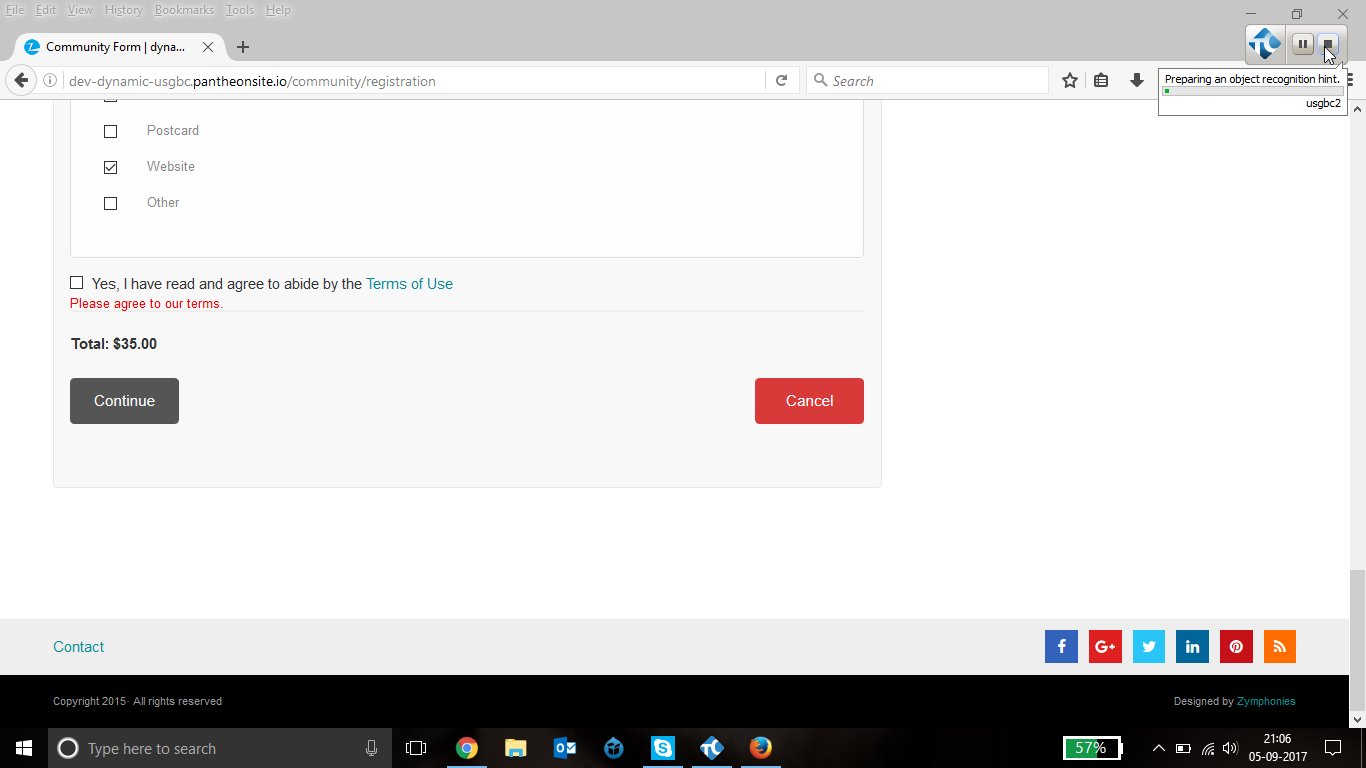 File Edit View History Bookmarks Tools Help
Community Form | dyna...
dev-dynamic-usgbc.pantheonsite.io/community/registration
Search
Preparing an object recognition hint.
usgbc2
Postcard
Website
Other
Yes, I have read and agree to abide by the Terms of Use
Please agree to our terms.
Total: $35.00
Continue
Cancel
Contact
Copyright 2015- All rights reserved
Designed by Zymphonies
Type here to search
57%
21:06
05-09-2017